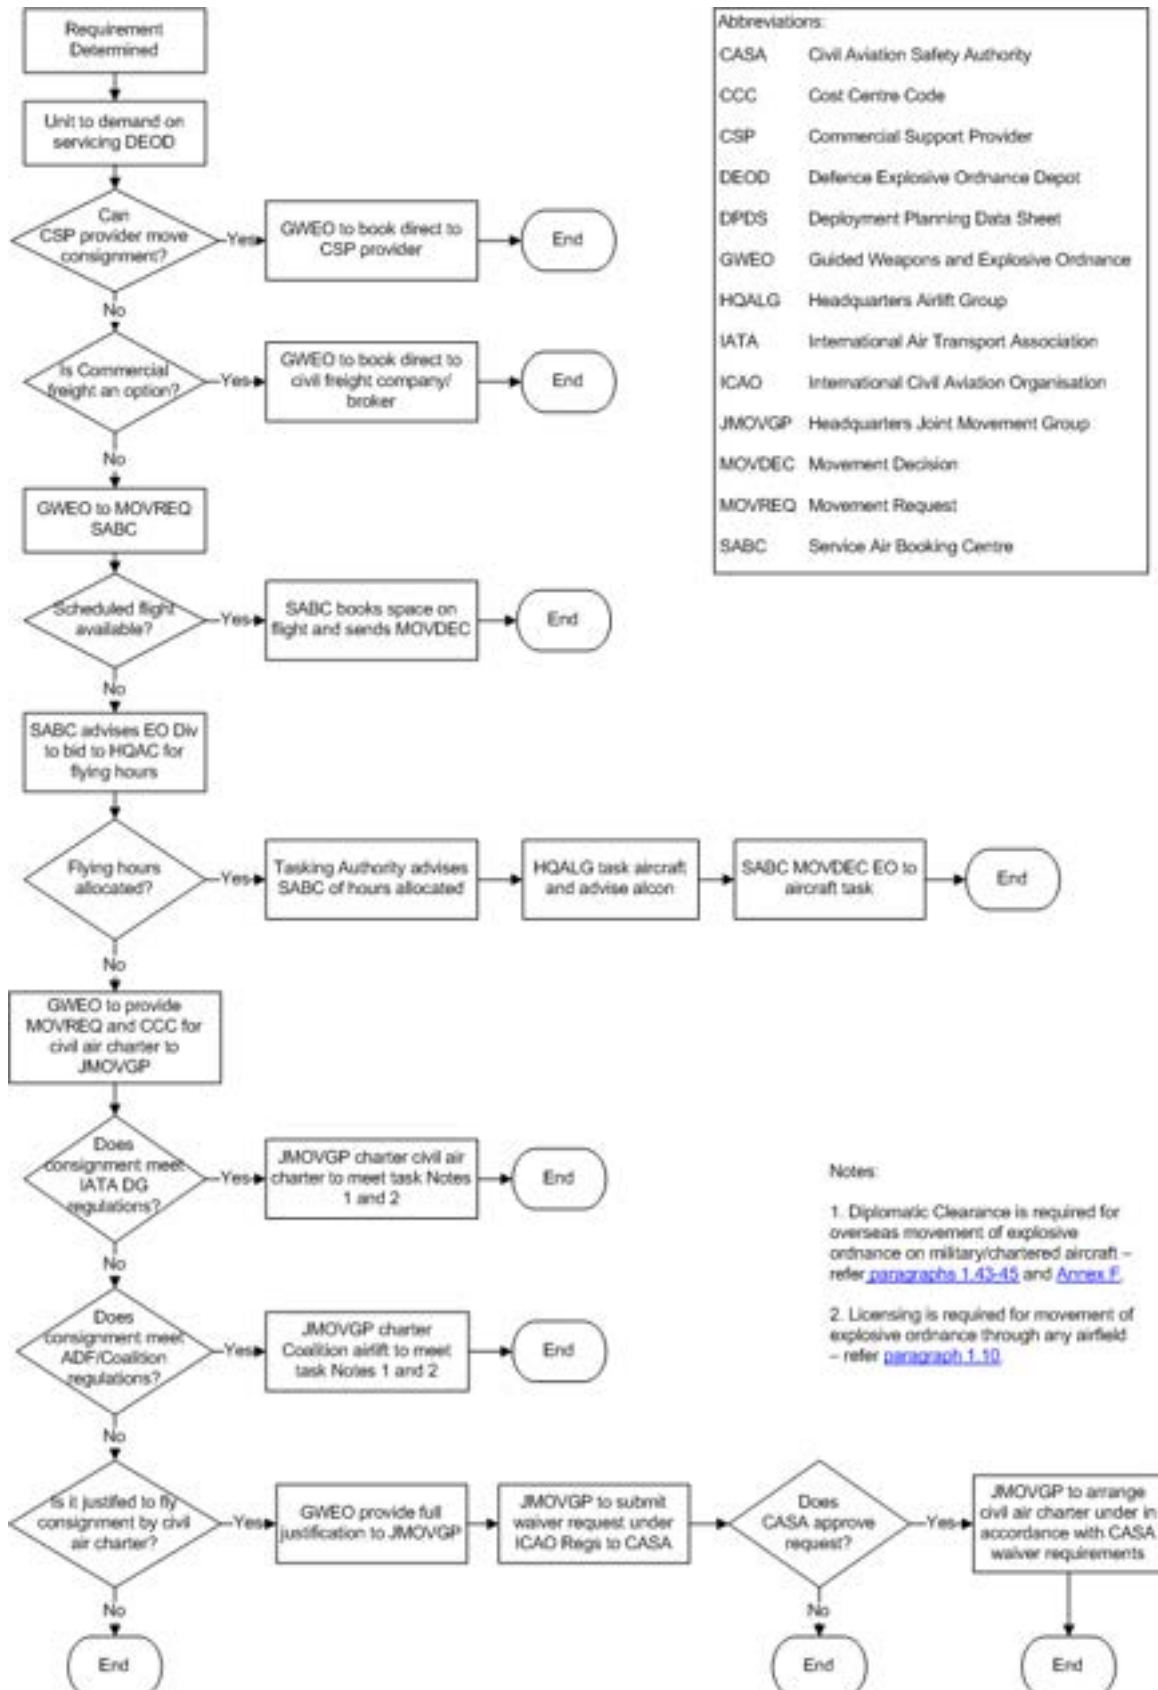 Requirement
Determined
Unit to demand on
servicing DEOD
Can
CSP provider move
consignment?
Yes
GWEO to book direct to
CSP provider
End
No
Is Commercial
freight an option?
Yes
GWEO to book direct to
civil freight company/
broker
End
No
GWEO to MOVREQ
SABC
Scheduled flight
available?
Yes
SABC books space on
flight and sends MOVDEC
End
No
SABC advises EO Div
to bid to HQAC for
flying hours
Flying hours
allocated?
Yes
Tasking Authority advises
SABC of hours allocated
HQALG task aircraft
and advise alcon
SABC MOVDEC EO to
aircraft task
End
No
GWEO to provide
MOVREQ and CCC for
civil air charter to
JMOVGP
Does
consignment meet
IATA DG
regulations?
Yes
JMOVGP charter civil air
charter to meet task Notes
1 and 2
End
No
Does
consignment meet
ADF/Coalition
regulations?
Yes
JMOVGP charter
Coalition airlift to meet
task Notes 1 and 2
End
No
Is it justifed to fly
consignment by civil
air charter?
Yes
GWEO provide full
justification to JMOVGP
JMOVGP to submit
waiver request under
ICAO Regs to CASA
Does
CASA approve
request?
Yes
JMOVGP to arrange
civil air charter under in
accordance with CASA
waiver requirements
No
End
No
End
End
Abbreviations:
CASA Civil Aviation Safety Authority
CCC Cost Centre Code
CSP Commercial Support Provider
DEOD Defence Explosive Ordnance Depot
DPDS Deployment Planning Data Sheet
GWEO Guided Weapons and Explosive Ordnance
HQALG Headquarters Airlift Group
IATA International Air Transport Association
ICAO International Civil Aviation Organisation
JMOVGP Headquarters Joint Movement Group
MOVDEC Movement Decision
MOVREQ Movement Request
SABC Service Air Booking Centre
Notes:
1. Diplomatic Clearance is required for
overseas movement of explosive
ordnance on military/chartered aircraft –
refer paragraphs 1.43-45 and Annex F.
2. Licensing is required for movement of
explosive ordnance through any airfield
– refer paragraph 1.10.